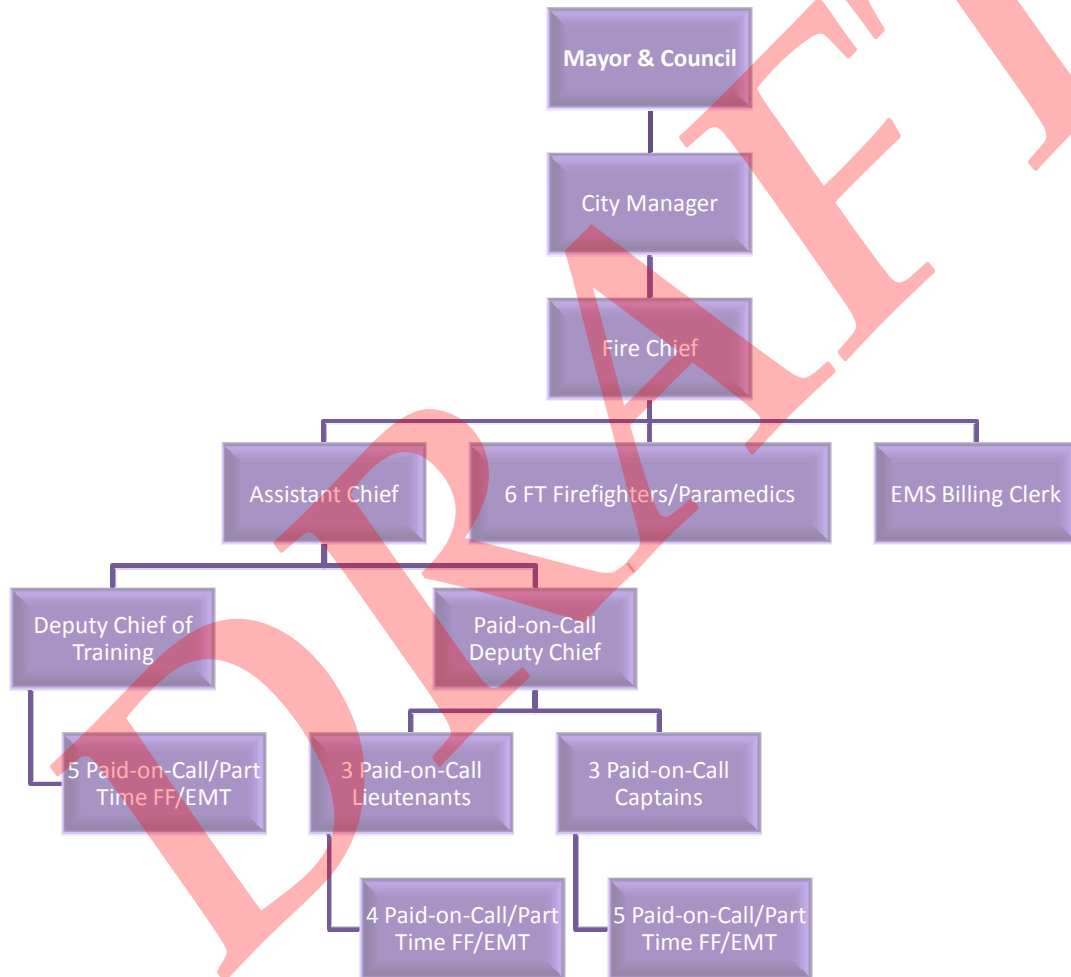 Mayor & Council
City Manager
Fire Chief
Assistant Chief
6 FT Firefighters/Paramedics
EMS Billing Clerk
Deputy Chief of
Training
Paid-on-Call
Deputy Chief
5 Paid-on-Call/Part
Time FF/EMT
3 Paid-on-Call
Lieutenants
3 Paid-on-Call
Captains
4 Paid-on-Call/Part
Time FF/EMT
5 Paid-on-Call/Part
Time FF/EMT
DRAFT